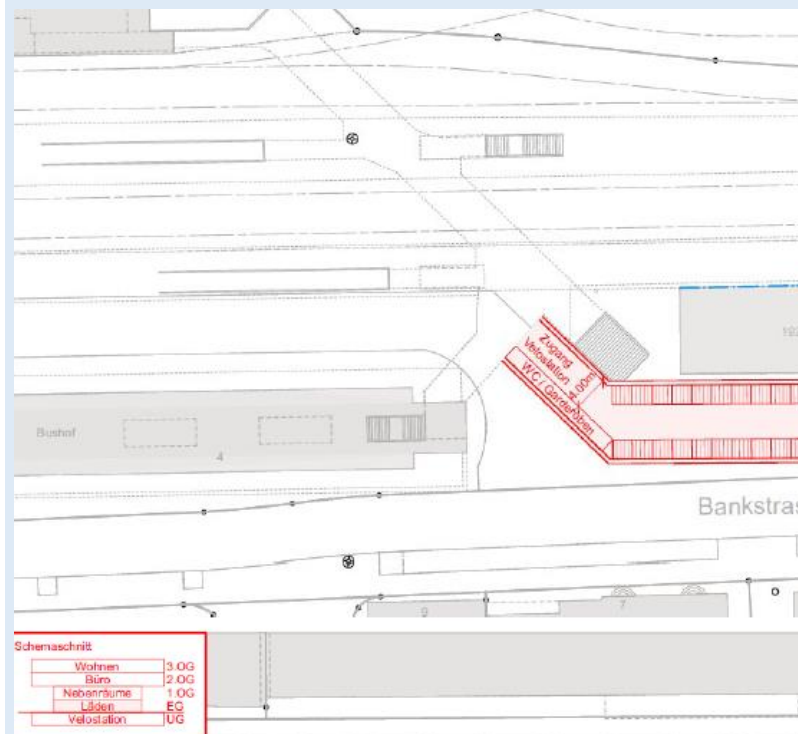 192
Zugang
Velostation 4.00m
WC / Garderoben
Bushof
4
Bankstras
9
7
Schemaschnitt
Wohnen 3.OG
Büro 2.OG
Nebenräume 1.OG
Läden EG
Velostation UG